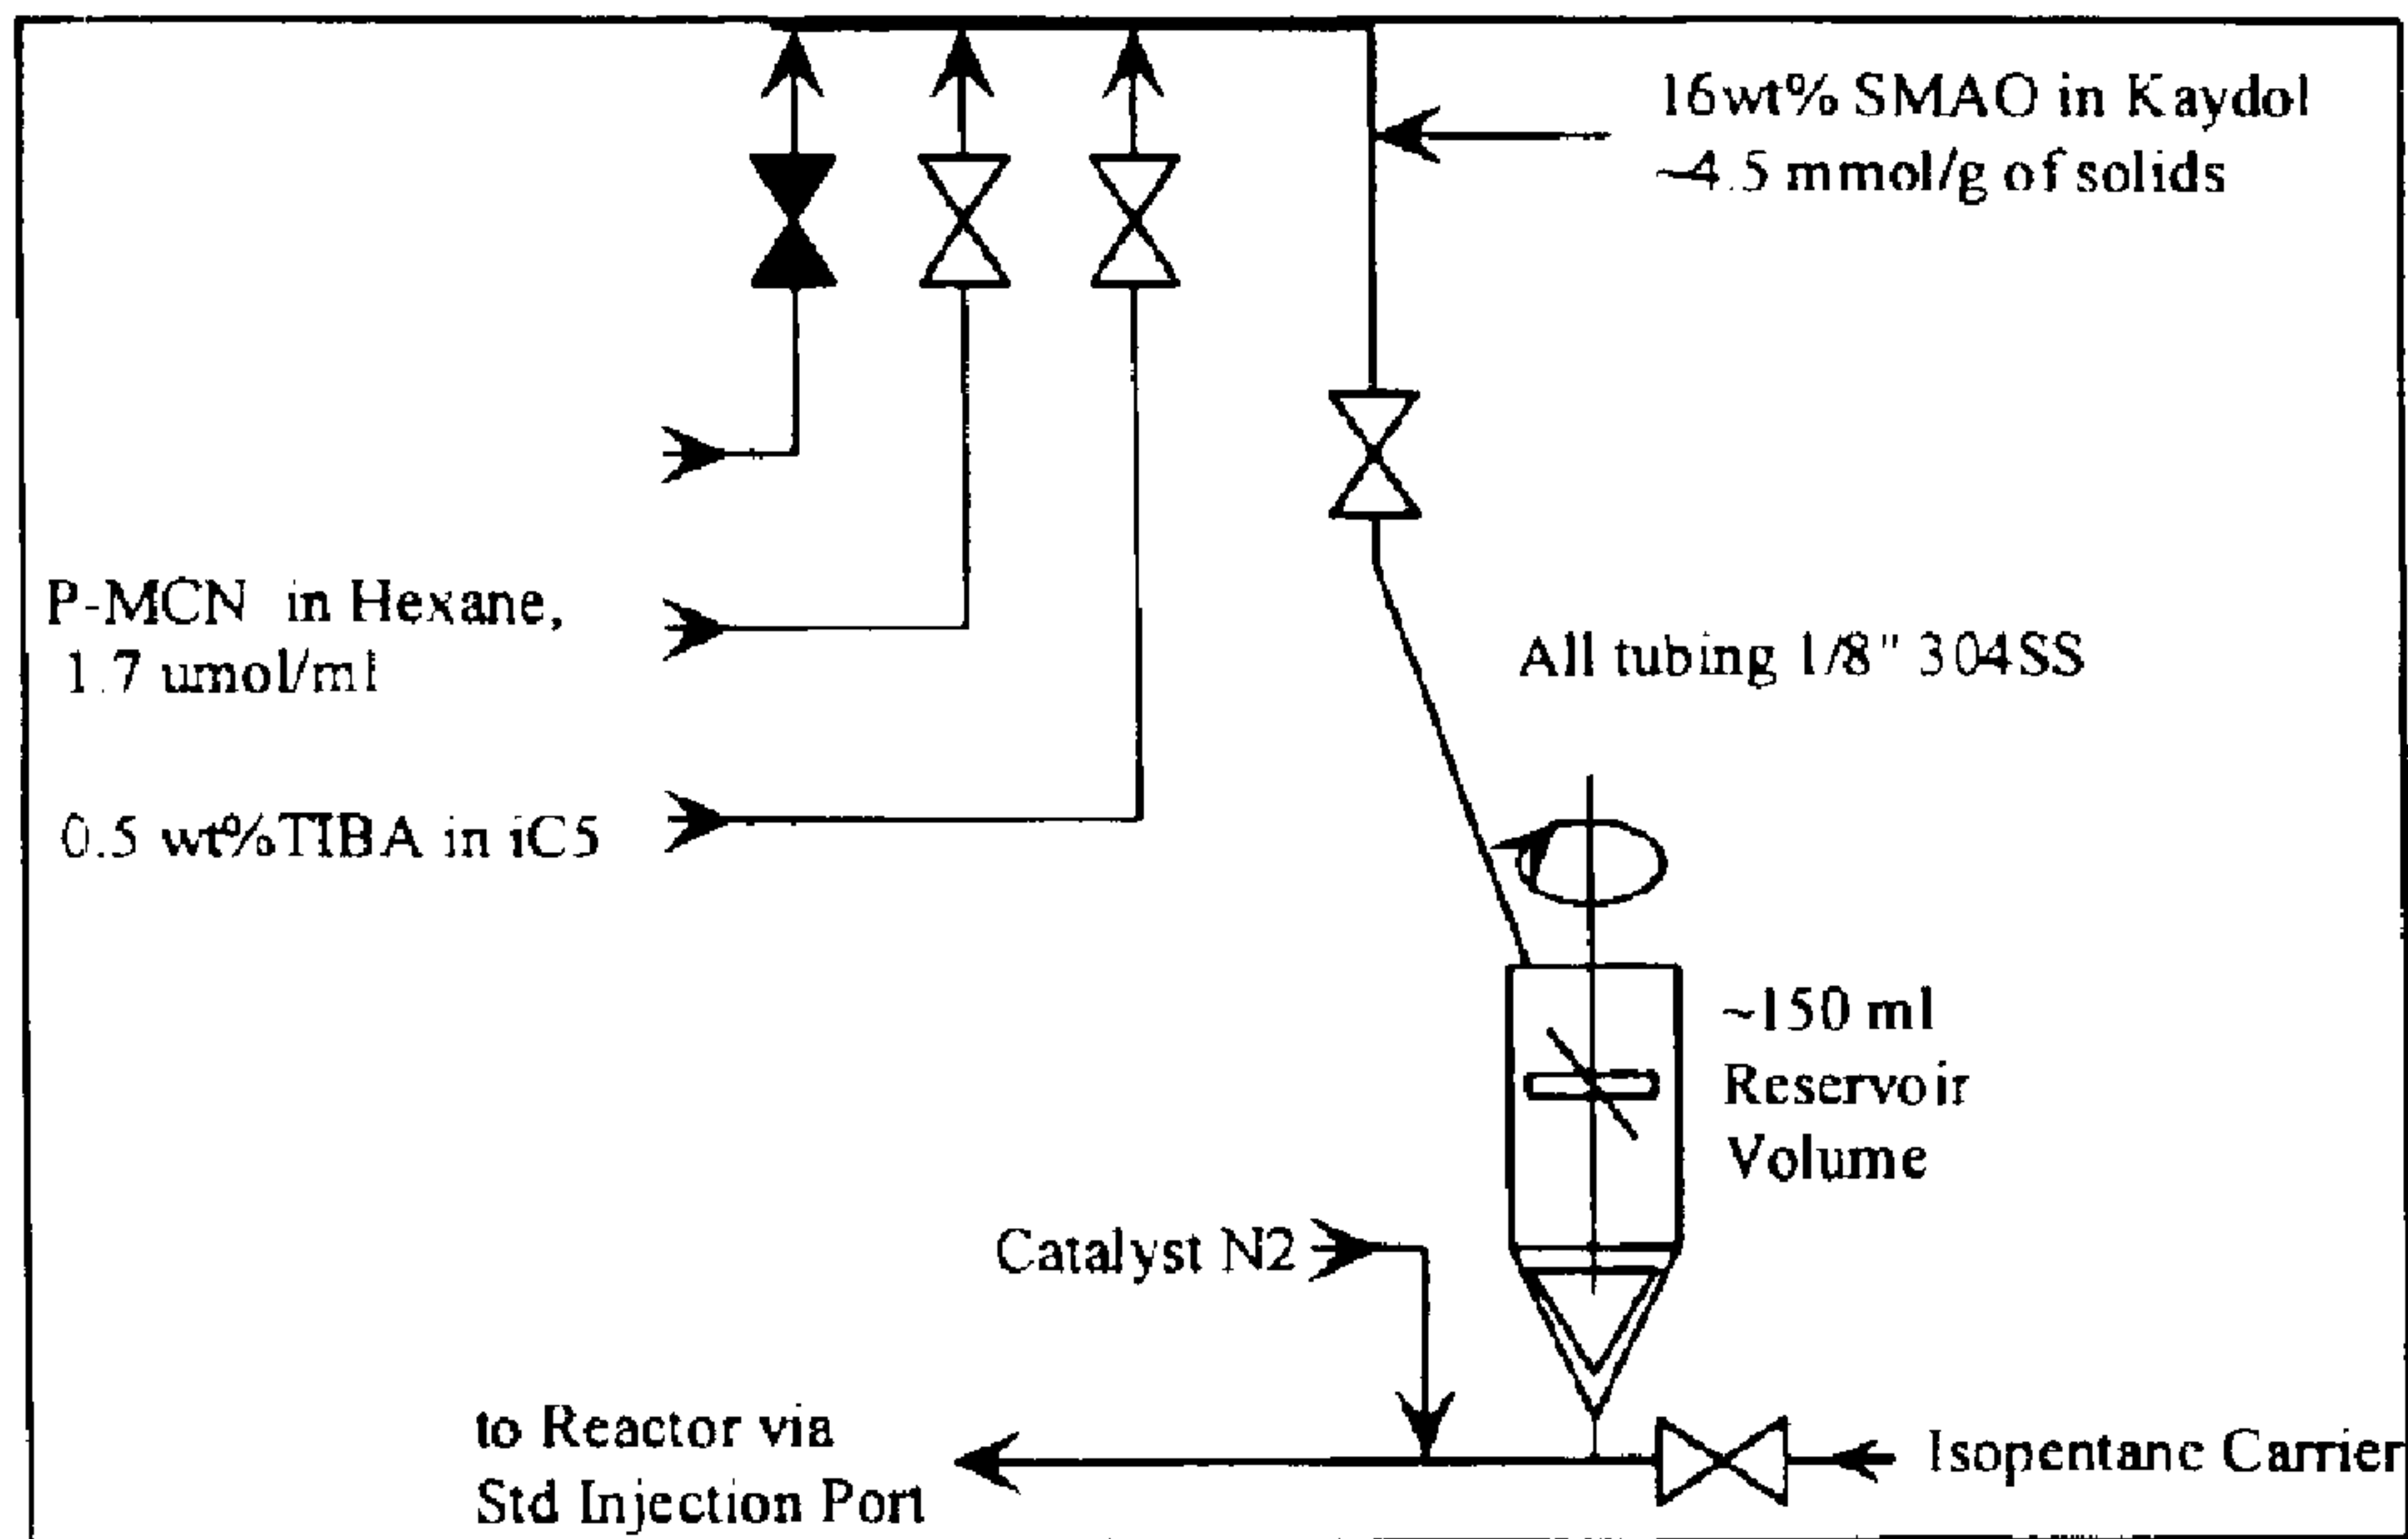 16wt% SMAO in Kaydol
~4.5 mmol/g of solids
P-MCN in Hexane,
1.7 umol/ml
All tubing 1/8" 304SS
0.5 wt%TIBA in iC5
~150 ml
Reservoir
Volume
Catalyst N2
to Reactor via
Std Injection Port
Isopentane Carrier